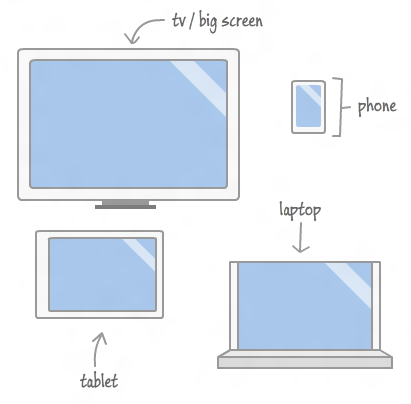 tv / big screen
phone
laptop
tablet